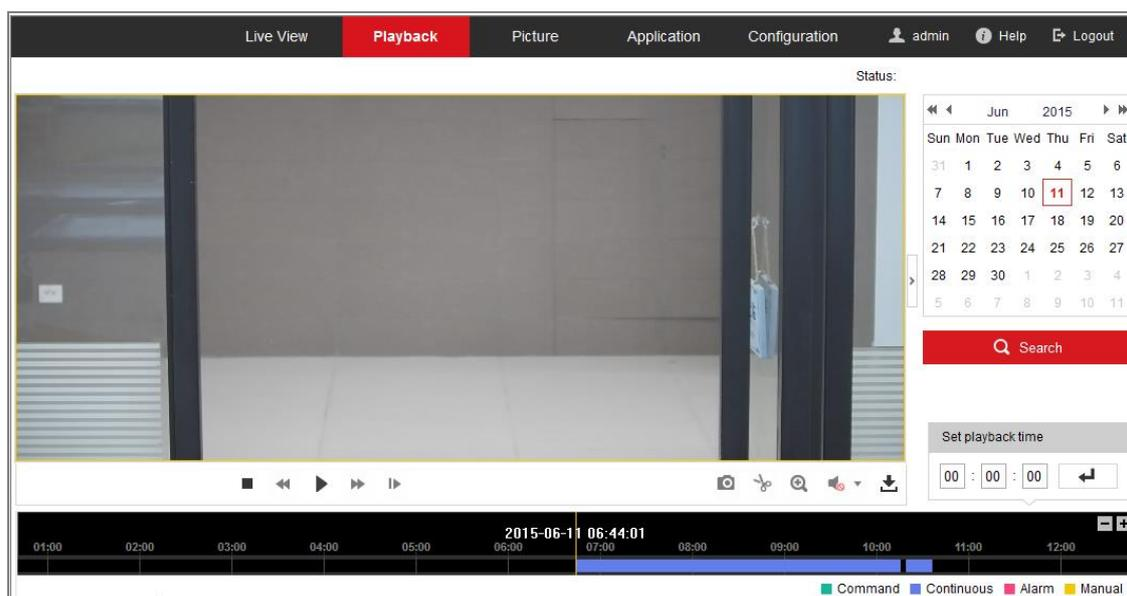 Live View Playback Picture Application Configuration admin Help Logout
Status:
Jun 2015
Sun Mon Tue Wed Thu Fri Sat
31 1 2 3 4 5 6
7 8 9 10 11 12 13
14 15 16 17 18 19 20
21 22 23 24 25 26 27
28 29 30 1 2 3 4
5 6 7 8 9 10 11
Search
Set playback time
00 : 00 : 00
2015-06-11 06:44:01
01:00 02:00 03:00 04:00 05:00 06:00 07:00 08:00 09:00 10:00 11:00 12:00
Command Continuous Alarm Manual